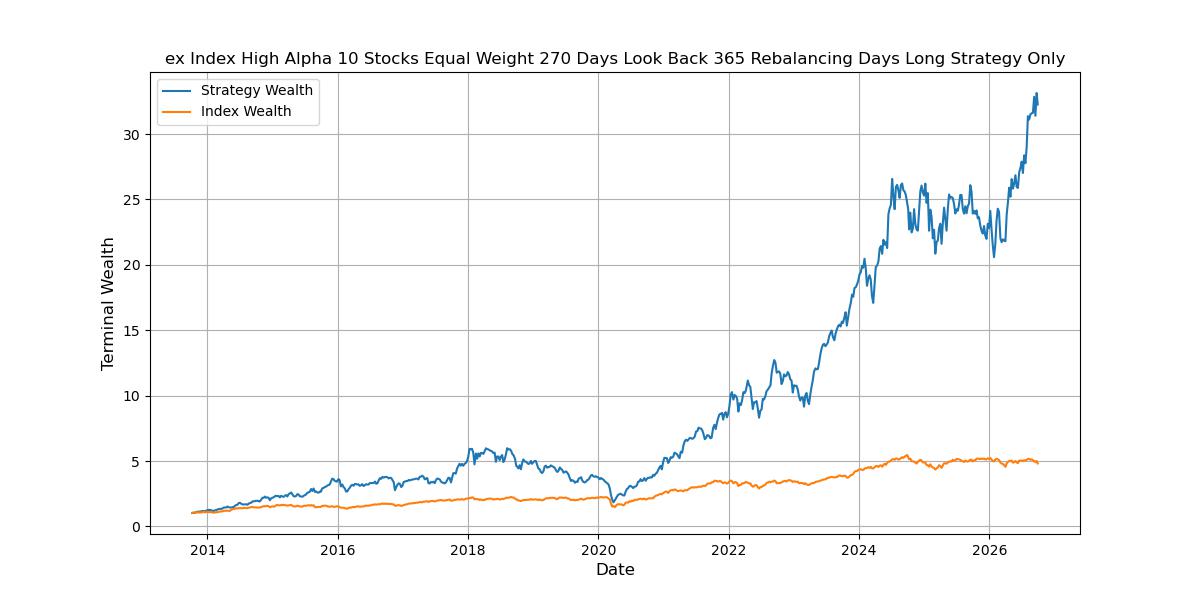 ex Index High Alpha 10 Stocks Equal Weight 270 Days Look Back 365 Rebalancing Days Long Strategy Only
Strategy Wealth
Index Wealth
Terminal Wealth
30
25
20
15
10
5
0
2014 2016 2018 2020 2022 2024 2026
Date